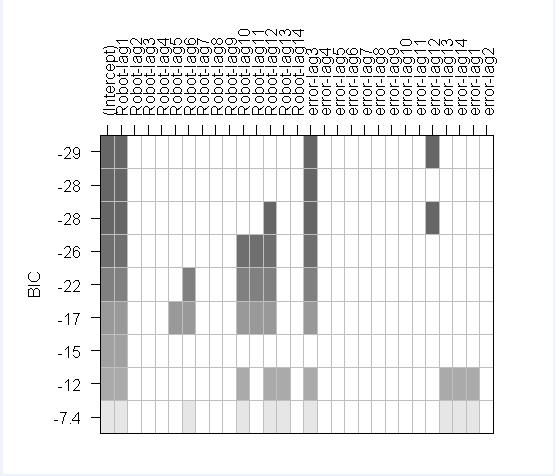 (Intercept)
Robot-lag1
Robot-lag2
Robot-lag3
Robot-lag4
Robot-lag5
Robot-lag6
Robot-lag7
Robot-lag8
Robot-lag9
Robot-lag10
Robot-lag11
Robot-lag12
Robot-lag13
Robot-lag14
error-lag3
error-lag4
error-lag5
error-lag6
error-lag7
error-lag8
error-lag9
error-lag10
error-lag11
error-lag12
error-lag13
error-lag14
error-lag1
error-lag2
BIC
-29
-28
-28
-26
-22
-17
-15
-12
-7.4